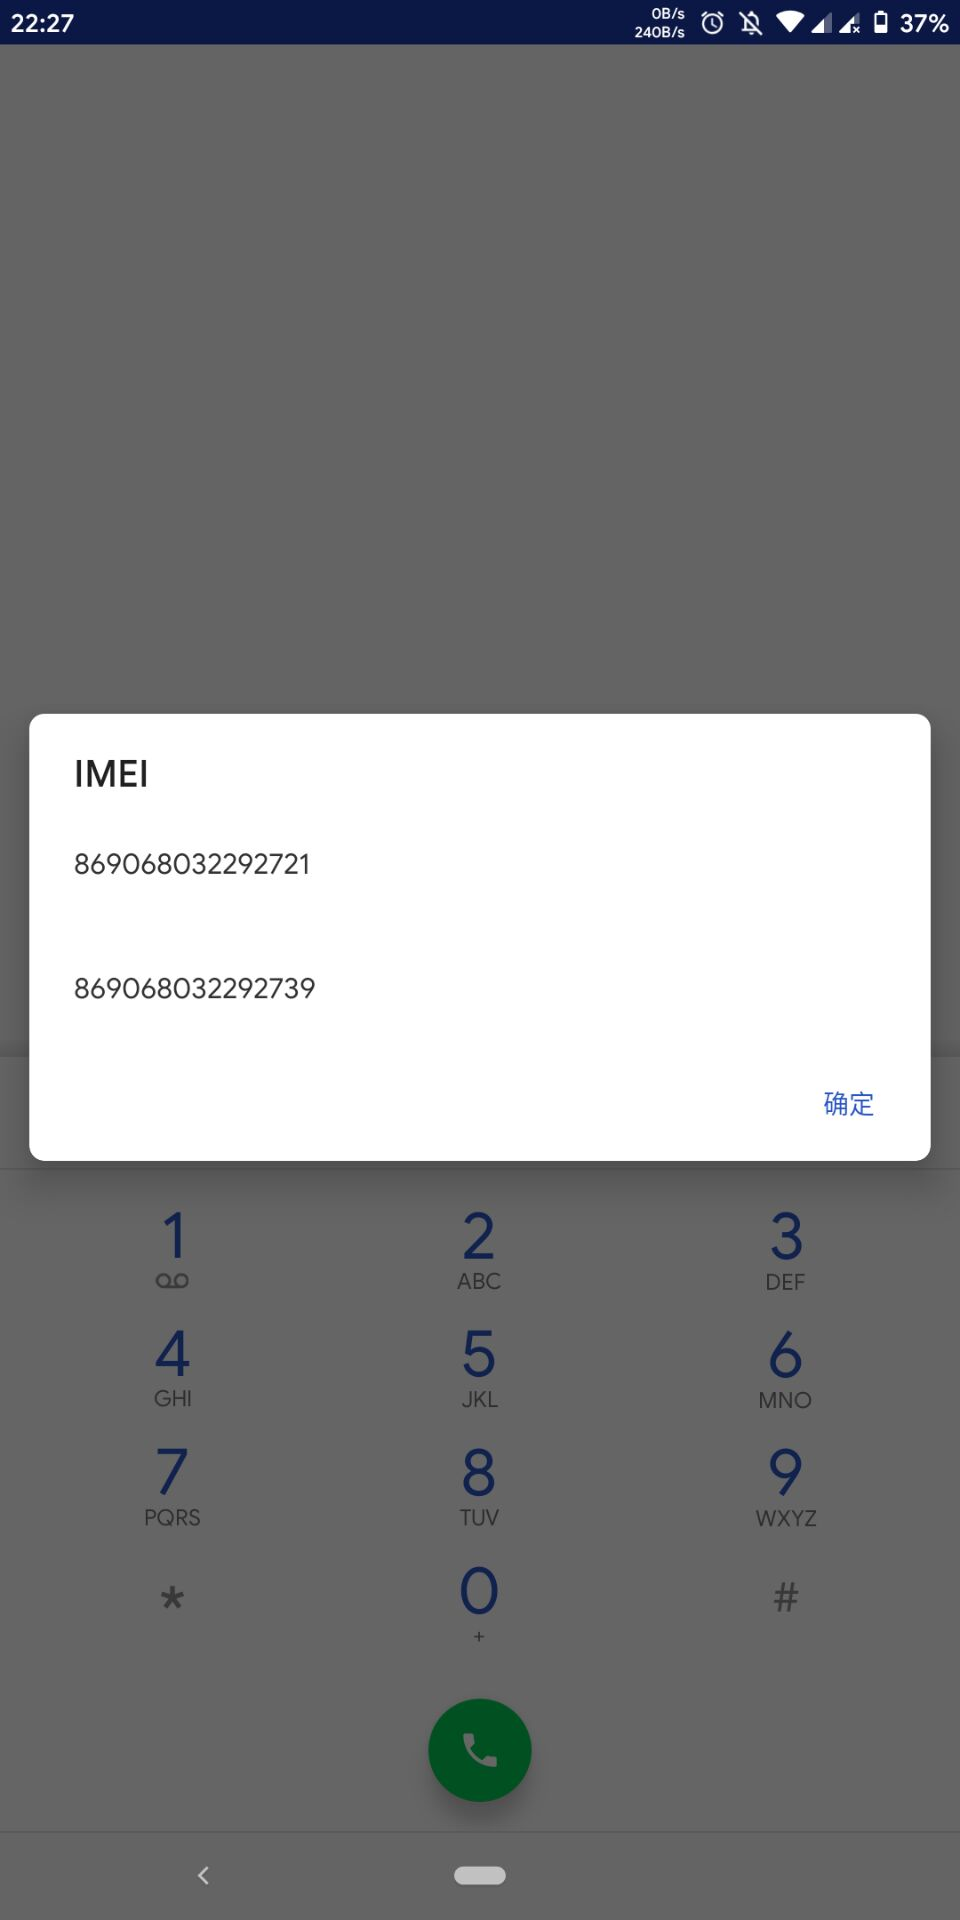 22:27
0B/s
240B/s
37%
IMEI
869068032292721
869068032292739
确定
1 2 3
ABC DEF
4 5 6
GHI JKL MNO
7 8 9
PQRS TUV WXYZ
* 0 #
+